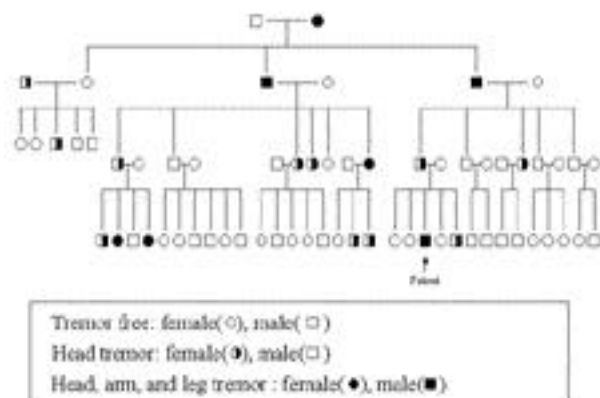 Patient
Tremor free: female(○), male(□)
Head tremor: female(◑), male(□)
Head, arm, and leg tremor : female(●), male(■)